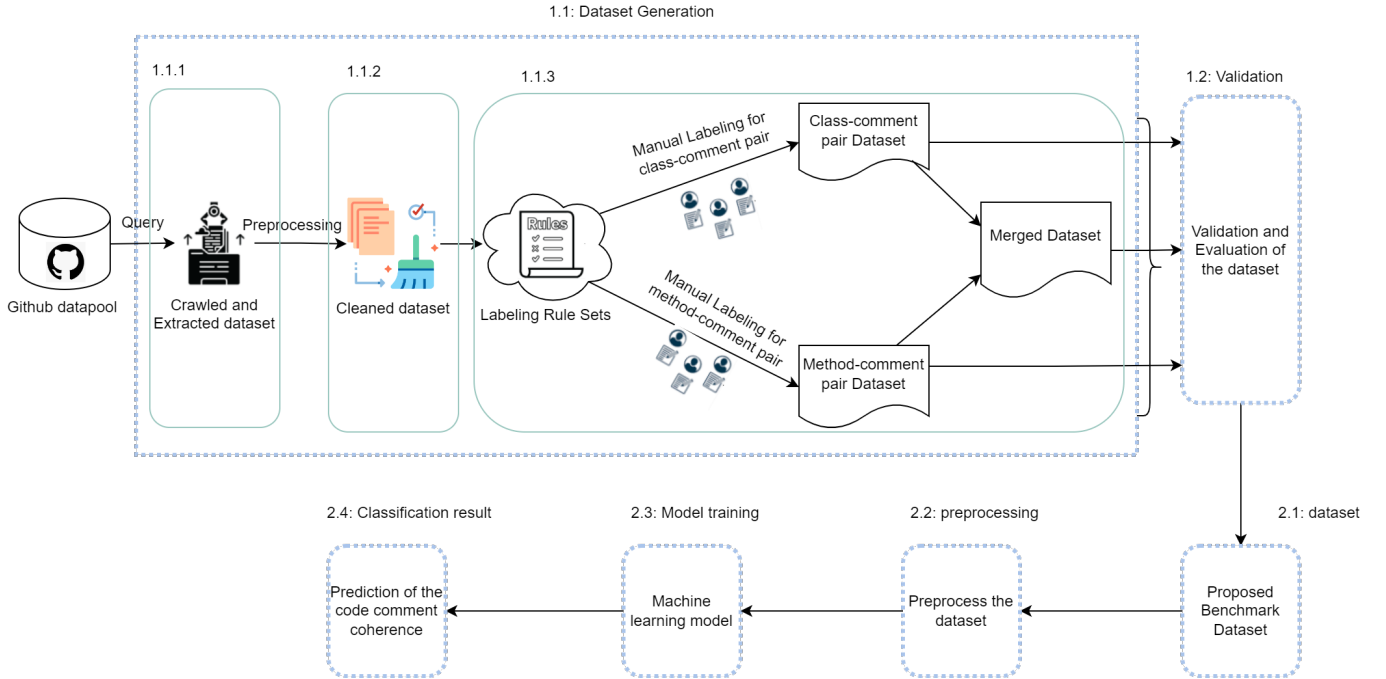 1.1: Dataset Generation
1.1.1
1.1.2
1.1.3
1.2: Validation
Query
Github datapool
Preprocessing
Crawled and
Extracted dataset
Cleaned dataset
Rules
Labeling Rule Sets
Manual Labeling for
class-comment pair
Manual Labeling for
method-comment pair
Class-comment
pair Dataset
Merged Dataset
Method-comment
pair Dataset
Validation and
Evaluation of
the dataset
2.4: Classification result
2.3: Model training
2.2: preprocessing
2.1: dataset
Prediction of the
code comment
coherence
Machine
learning model
Preprocess the
dataset
Proposed
Benchmark
Dataset